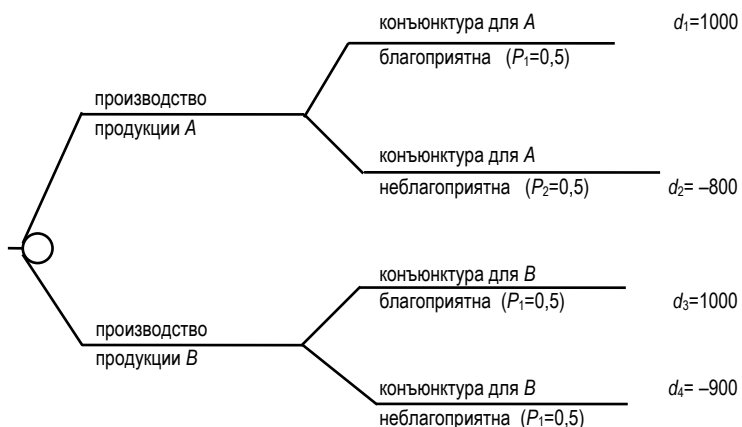 конъюнктура для A d₁=1000
благоприятна (P₁=0,5)
производство
продукции A
конъюнктура для A
неблагоприятна (P₂=0,5) d₂= –800
конъюнктура для B
благоприятна (P₁=0,5) d₃=1000
производство
продукции B
конъюнктура для B d₄= –900
неблагоприятна (P₁=0,5)